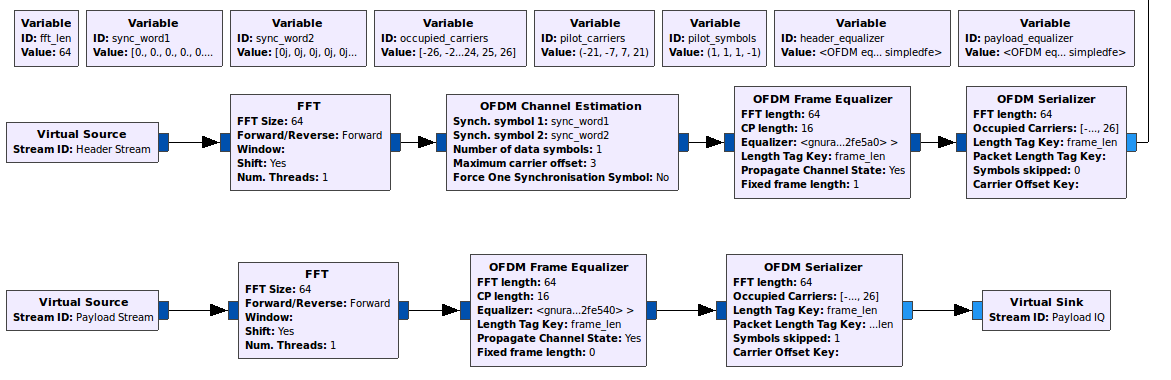 Variable
ID: fft_len
Value: 64
Variable
ID: sync_word1
Value: [0., 0., 0., 0., 0....
Variable
ID: sync_word2
Value: [0j, 0j, 0j, 0j, 0j...
Variable
ID: occupied_carriers
Value: [-26, -2...24, 25, 26]
Variable
ID: pilot_carriers
Value: (-21, -7, 7, 21)
Variable
ID: pilot_symbols
Value: (1, 1, 1, -1)
Variable
ID: header_equalizer
Value: <OFDM eq... simpledfe>
Variable
ID: payload_equalizer
Value: <OFDM eq... simpledfe>
Virtual Source
Stream ID: Header Stream
FFT
FFT Size: 64
Forward/Reverse: Forward
Window:
Shift: Yes
Num. Threads: 1
OFDM Channel Estimation
Synch. symbol 1: sync_word1
Synch. symbol 2: sync_word2
Number of data symbols: 1
Maximum carrier offset: 3
Force One Synchronisation Symbol: No
OFDM Frame Equalizer
FFT length: 64
CP length: 16
Equalizer: <gnura...2fe5a0> >
Length Tag Key: frame_len
Propagate Channel State: Yes
Fixed frame length: 1
OFDM Serializer
FFT length: 64
Occupied Carriers: [-..., 26]
Length Tag Key: frame_len
Packet Length Tag Key:
Symbols skipped: 0
Carrier Offset Key:
Virtual Source
Stream ID: Payload Stream
FFT
FFT Size: 64
Forward/Reverse: Forward
Window:
Shift: Yes
Num. Threads: 1
OFDM Frame Equalizer
FFT length: 64
CP length: 16
Equalizer: <gnura...2fe540> >
Length Tag Key: frame_len
Propagate Channel State: Yes
Fixed frame length: 0
OFDM Serializer
FFT length: 64
Occupied Carriers: [-..., 26]
Length Tag Key: frame_len
Packet Length Tag Key: ...len
Symbols skipped: 1
Carrier Offset Key:
Virtual Sink
Stream ID: Payload IQ